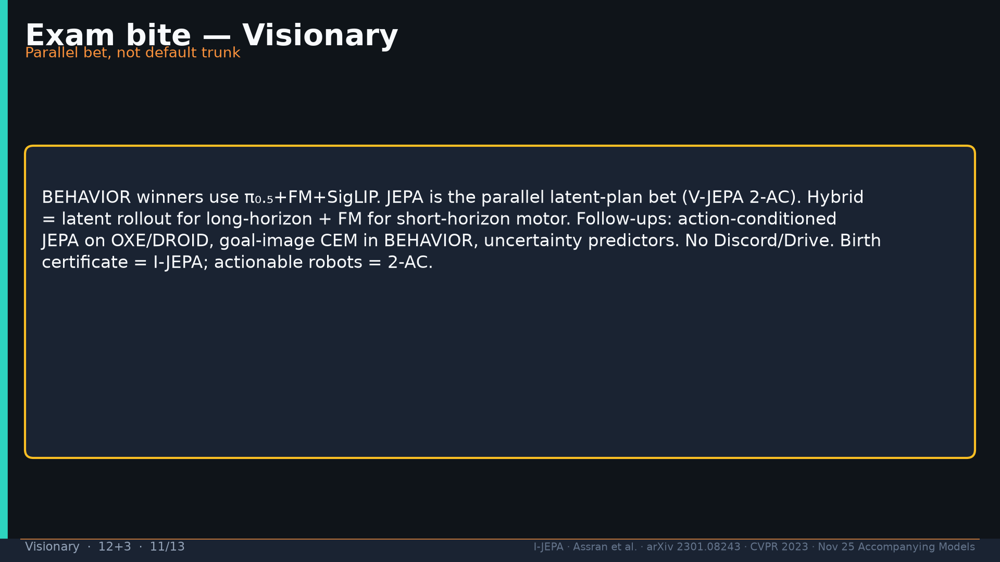 Exam bite — Visionary
Parallel bet, not default trunk
BEHAVIOR winners use π₀.₅+FM+SigLIP. JEPA is the parallel latent-plan bet (V-JEPA 2-AC). Hybrid
= latent rollout for long-horizon + FM for short-horizon motor. Follow-ups: action-conditioned
JEPA on OXE/DROID, goal-image CEM in BEHAVIOR, uncertainty predictors. No Discord/Drive. Birth
certificate = I-JEPA; actionable robots = 2-AC.
Visionary · 12+3 · 11/13
I-JEPA · Assran et al. · arXiv 2301.08243 · CVPR 2023 · Nov 25 Accompanying Models